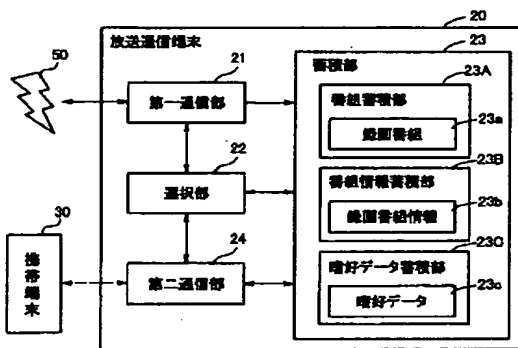 20
放送通信端末
23
蓄積部
50
21
第一通信部
23A
番組蓄積部
23a
録画番組
22
選択部
23B
番組情報蓄積部
23b
録画番組情報
30
携帯端末
24
第二通信部
23C
嗜好データ蓄積部
23c
嗜好データ